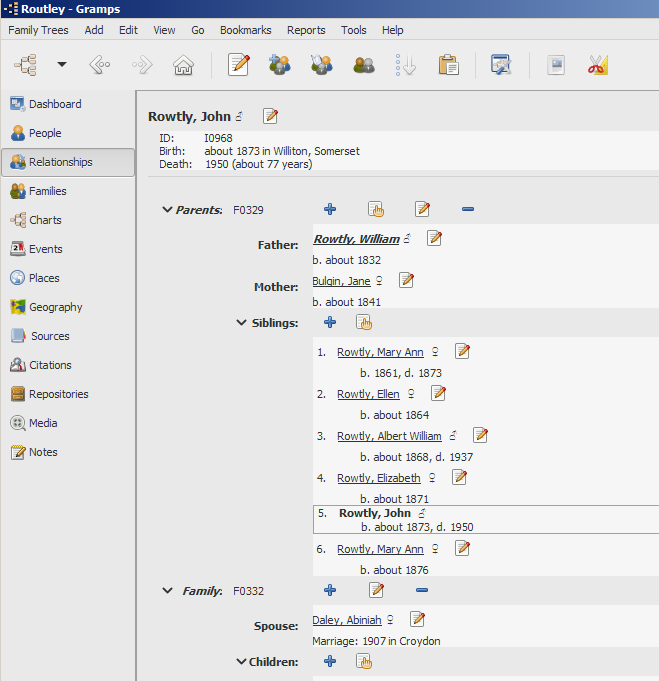 Routley - Gramps
Family Trees Add Edit View Go Bookmarks Reports Tools Help
Dashboard
People
Relationships
Families
Charts
Events
Places
Geography
Sources
Citations
Repositories
Media
Notes
Rowtly, John ♂
ID: I0968
Birth: about 1873 in Williton, Somerset
Death: 1950 (about 77 years)
Parents: F0329
Father: Rowtly, William ♂
b. about 1832
Mother: Bulgin, Jane ♀
b. about 1841
Siblings:
1. Rowtly, Mary Ann ♀
b. 1861, d. 1873
2. Rowtly, Ellen ♀
b. about 1864
3. Rowtly, Albert William ♂
b. about 1868, d. 1937
4. Rowtly, Elizabeth ♀
b. about 1871
5. Rowtly, John ♂
b. about 1873, d. 1950
6. Rowtly, Mary Ann ♀
b. about 1876
Family: F0332
Spouse: Daley, Abiniah ♀
Marriage: 1907 in Croydon
Children: